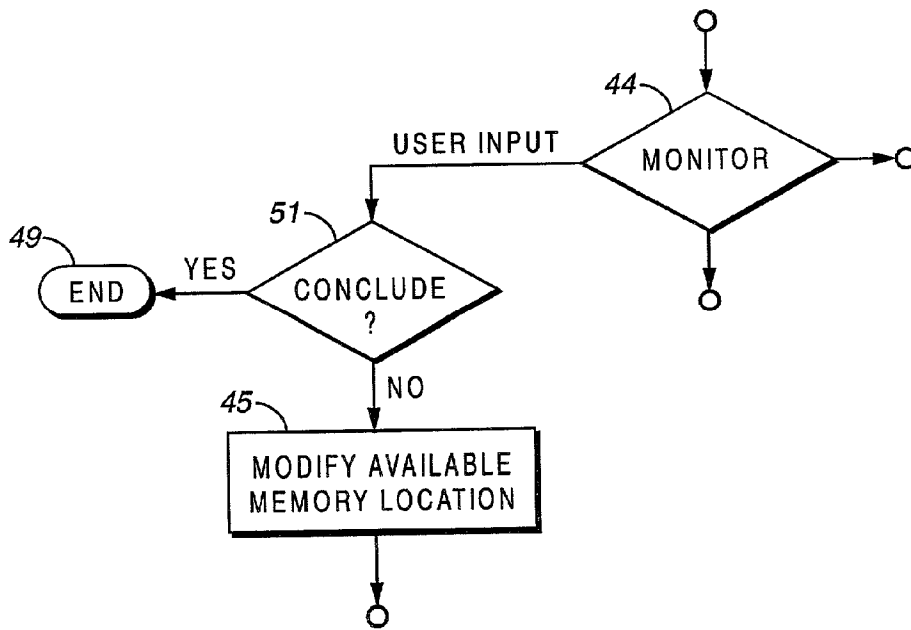 44
MONITOR
USER INPUT
51
CONCLUDE
?
YES
49
END
NO
45
MODIFY AVAILABLE
MEMORY LOCATION